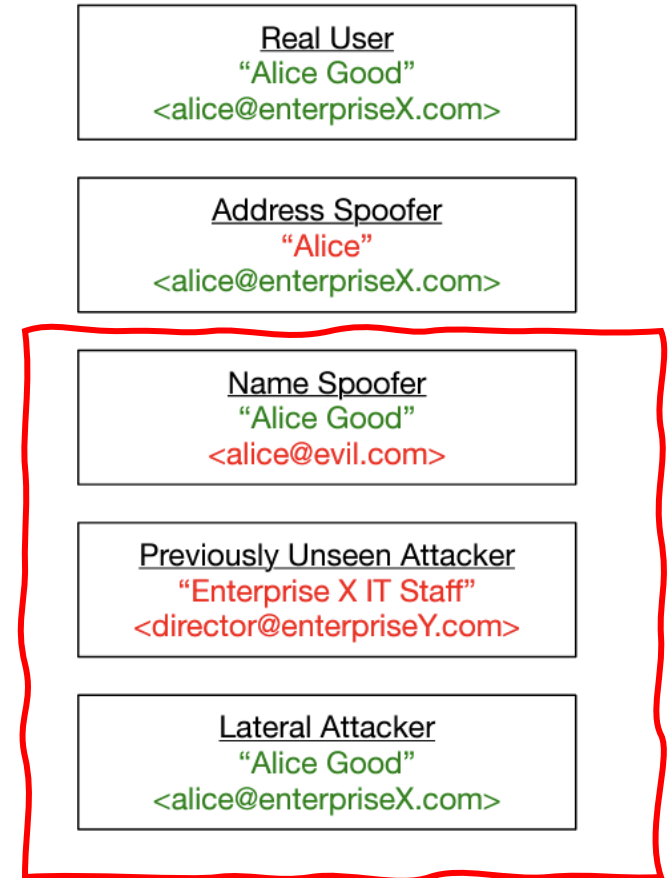 Real User
“Alice Good”
<alice@enterpriseX.com>
Address Spoofer
“Alice”
<alice@enterpriseX.com>
Name Spoofer
“Alice Good”
<alice@evil.com>
Previously Unseen Attacker
“Enterprise X IT Staff”
<director@enterpriseY.com>
Lateral Attacker
“Alice Good”
<alice@enterpriseX.com>